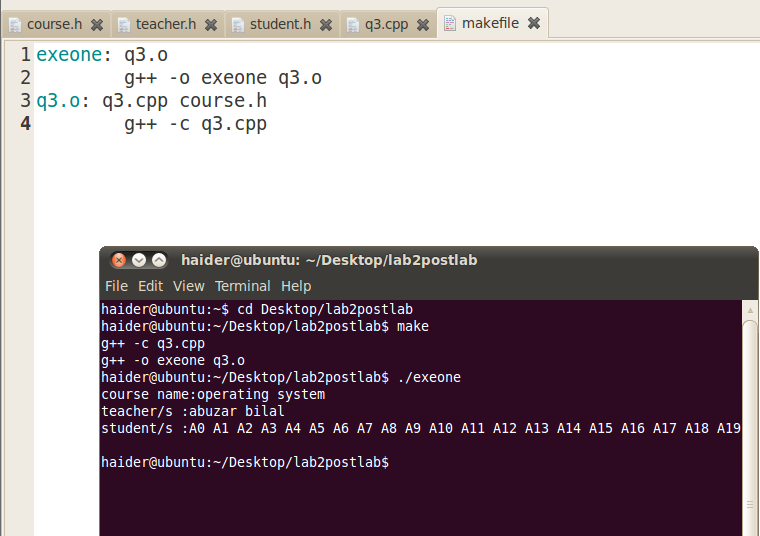 course.h teacher.h student.h q3.cpp makefile
1 exeone: q3.o
2 g++ -o exeone q3.o
3 q3.o: q3.cpp course.h
4 g++ -c q3.cpp
haider@ubuntu: ~/Desktop/lab2postlab
File Edit View Terminal Help
haider@ubuntu:~$ cd Desktop/lab2postlab
haider@ubuntu:~/Desktop/lab2postlab$ make
g++ -c q3.cpp
g++ -o exeone q3.o
haider@ubuntu:~/Desktop/lab2postlab$ ./exeone
course name:operating system
teacher/s :abuzar bilal
student/s :A0 A1 A2 A3 A4 A5 A6 A7 A8 A9 A10 A11 A12 A13 A14 A15 A16 A17 A18 A19
haider@ubuntu:~/Desktop/lab2postlab$